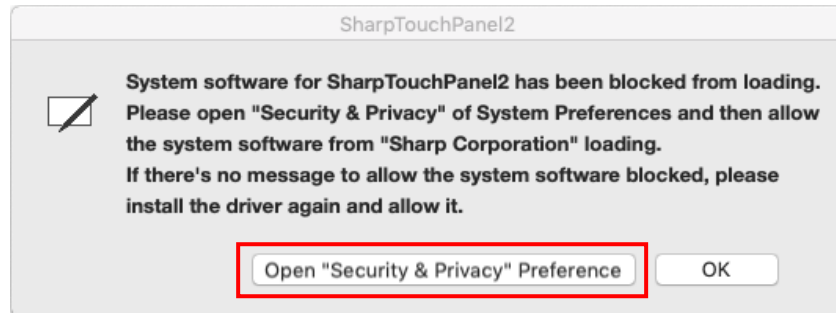 SharpTouchPanel2
System software for SharpTouchPanel2 has been blocked from loading.
Please open "Security & Privacy" of System Preferences and then allow
the system software from "Sharp Corporation" loading.
If there's no message to allow the system software blocked, please
install the driver again and allow it.
Open "Security & Privacy" Preference
OK